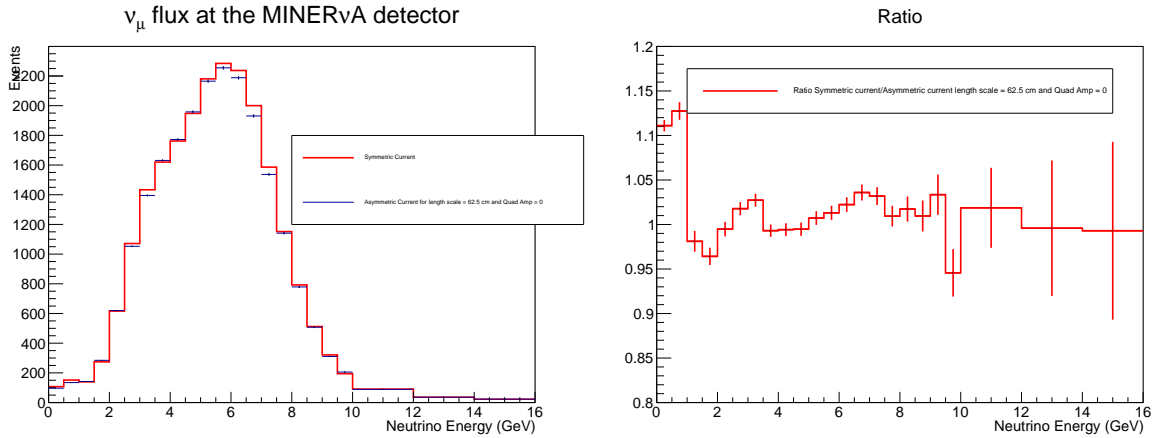 ν_μ flux at the MINERνA detector
Events
2200
2000
1800
1600
1400
1200
1000
800
600
400
200
0
0 2 4 6 8 10 12 14 16
Neutrino Energy (GeV)
Symmetric Current
Asymmetric Current for length scale = 62.5 cm and Quad Amp = 0
Ratio
1.2
1.15
1.1
1.05
1
0.95
0.9
0.85
0.8
0 2 4 6 8 10 12 14 16
Neutrino Energy (GeV)
Ratio Symmetric current/Asymmetric current length scale = 62.5 cm and Quad Amp = 0